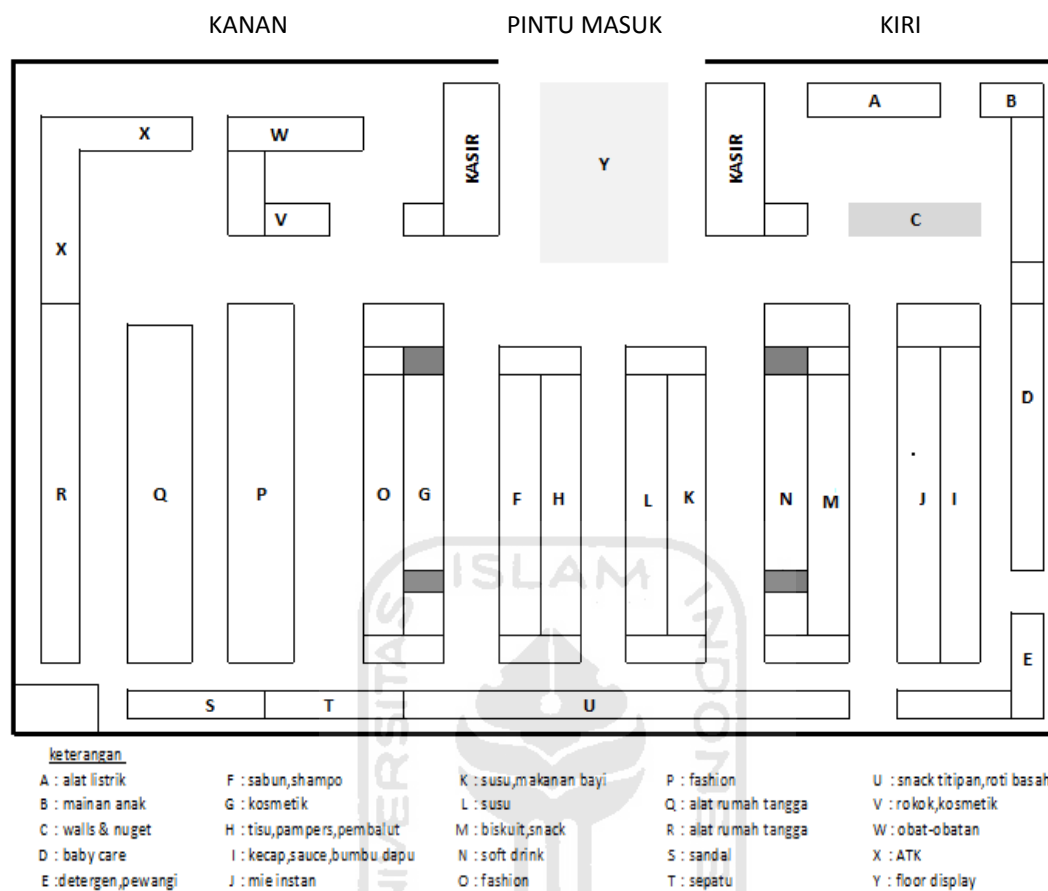 KANAN PINTU MASUK KIRI
A B
X W
KASIR Y KASIR
V C
X
D
R Q P O G F H L K N M J I
ISLAM
UNIVERSITAS
INDONE
E
S T U
keterangan
A : alat listrik F : sabun,shampo K : susu,makanan bayi P : fashion U : snack titipan,roti basah
B : mainan anak G : kosmetik L : susu Q : alat rumah tangga V : rokok,kosmetik
C : walls & nuget H : tisu,pampers,pembalut M : biskuit,snack R : alat rumah tangga W : obat-obatan
D : baby care I : kecap,sauce,bumbu dapu N : soft drink S : sandal X : ATK
E :detergen,pewangi J : mie instan O : fashion T : sepatu Y : floor display